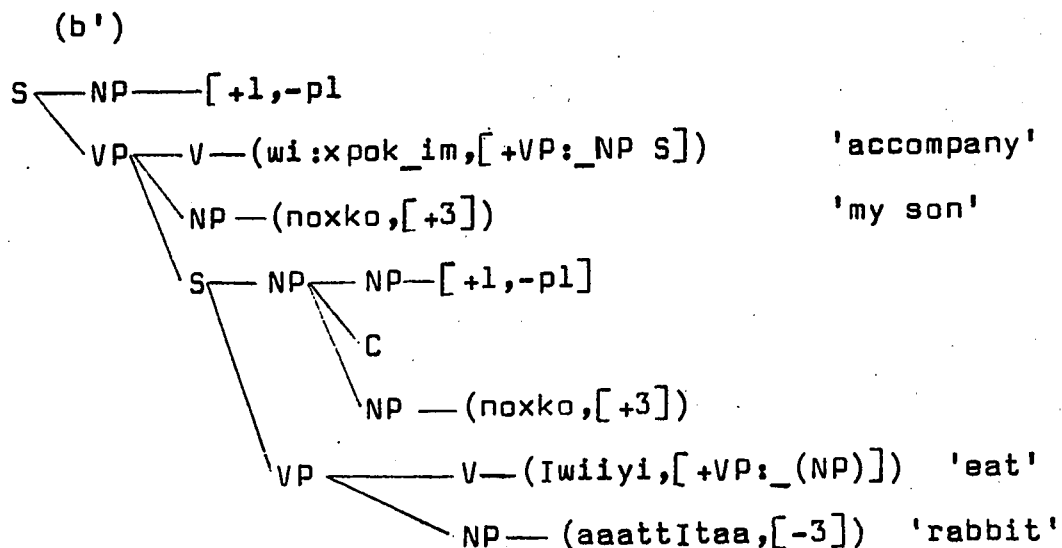 (b')
S NP [+1,-pl
VP V (wi:xpok_im,[+VP:_NP S]) 'accompany'
NP (noxko,[+3]) 'my son'
S NP NP [+1,-pl]
C
NP (noxko,[+3])
VP V (Iwiiyi,[+VP:_(NP)]) 'eat'
NP (aaattItaa,[-3]) 'rabbit'